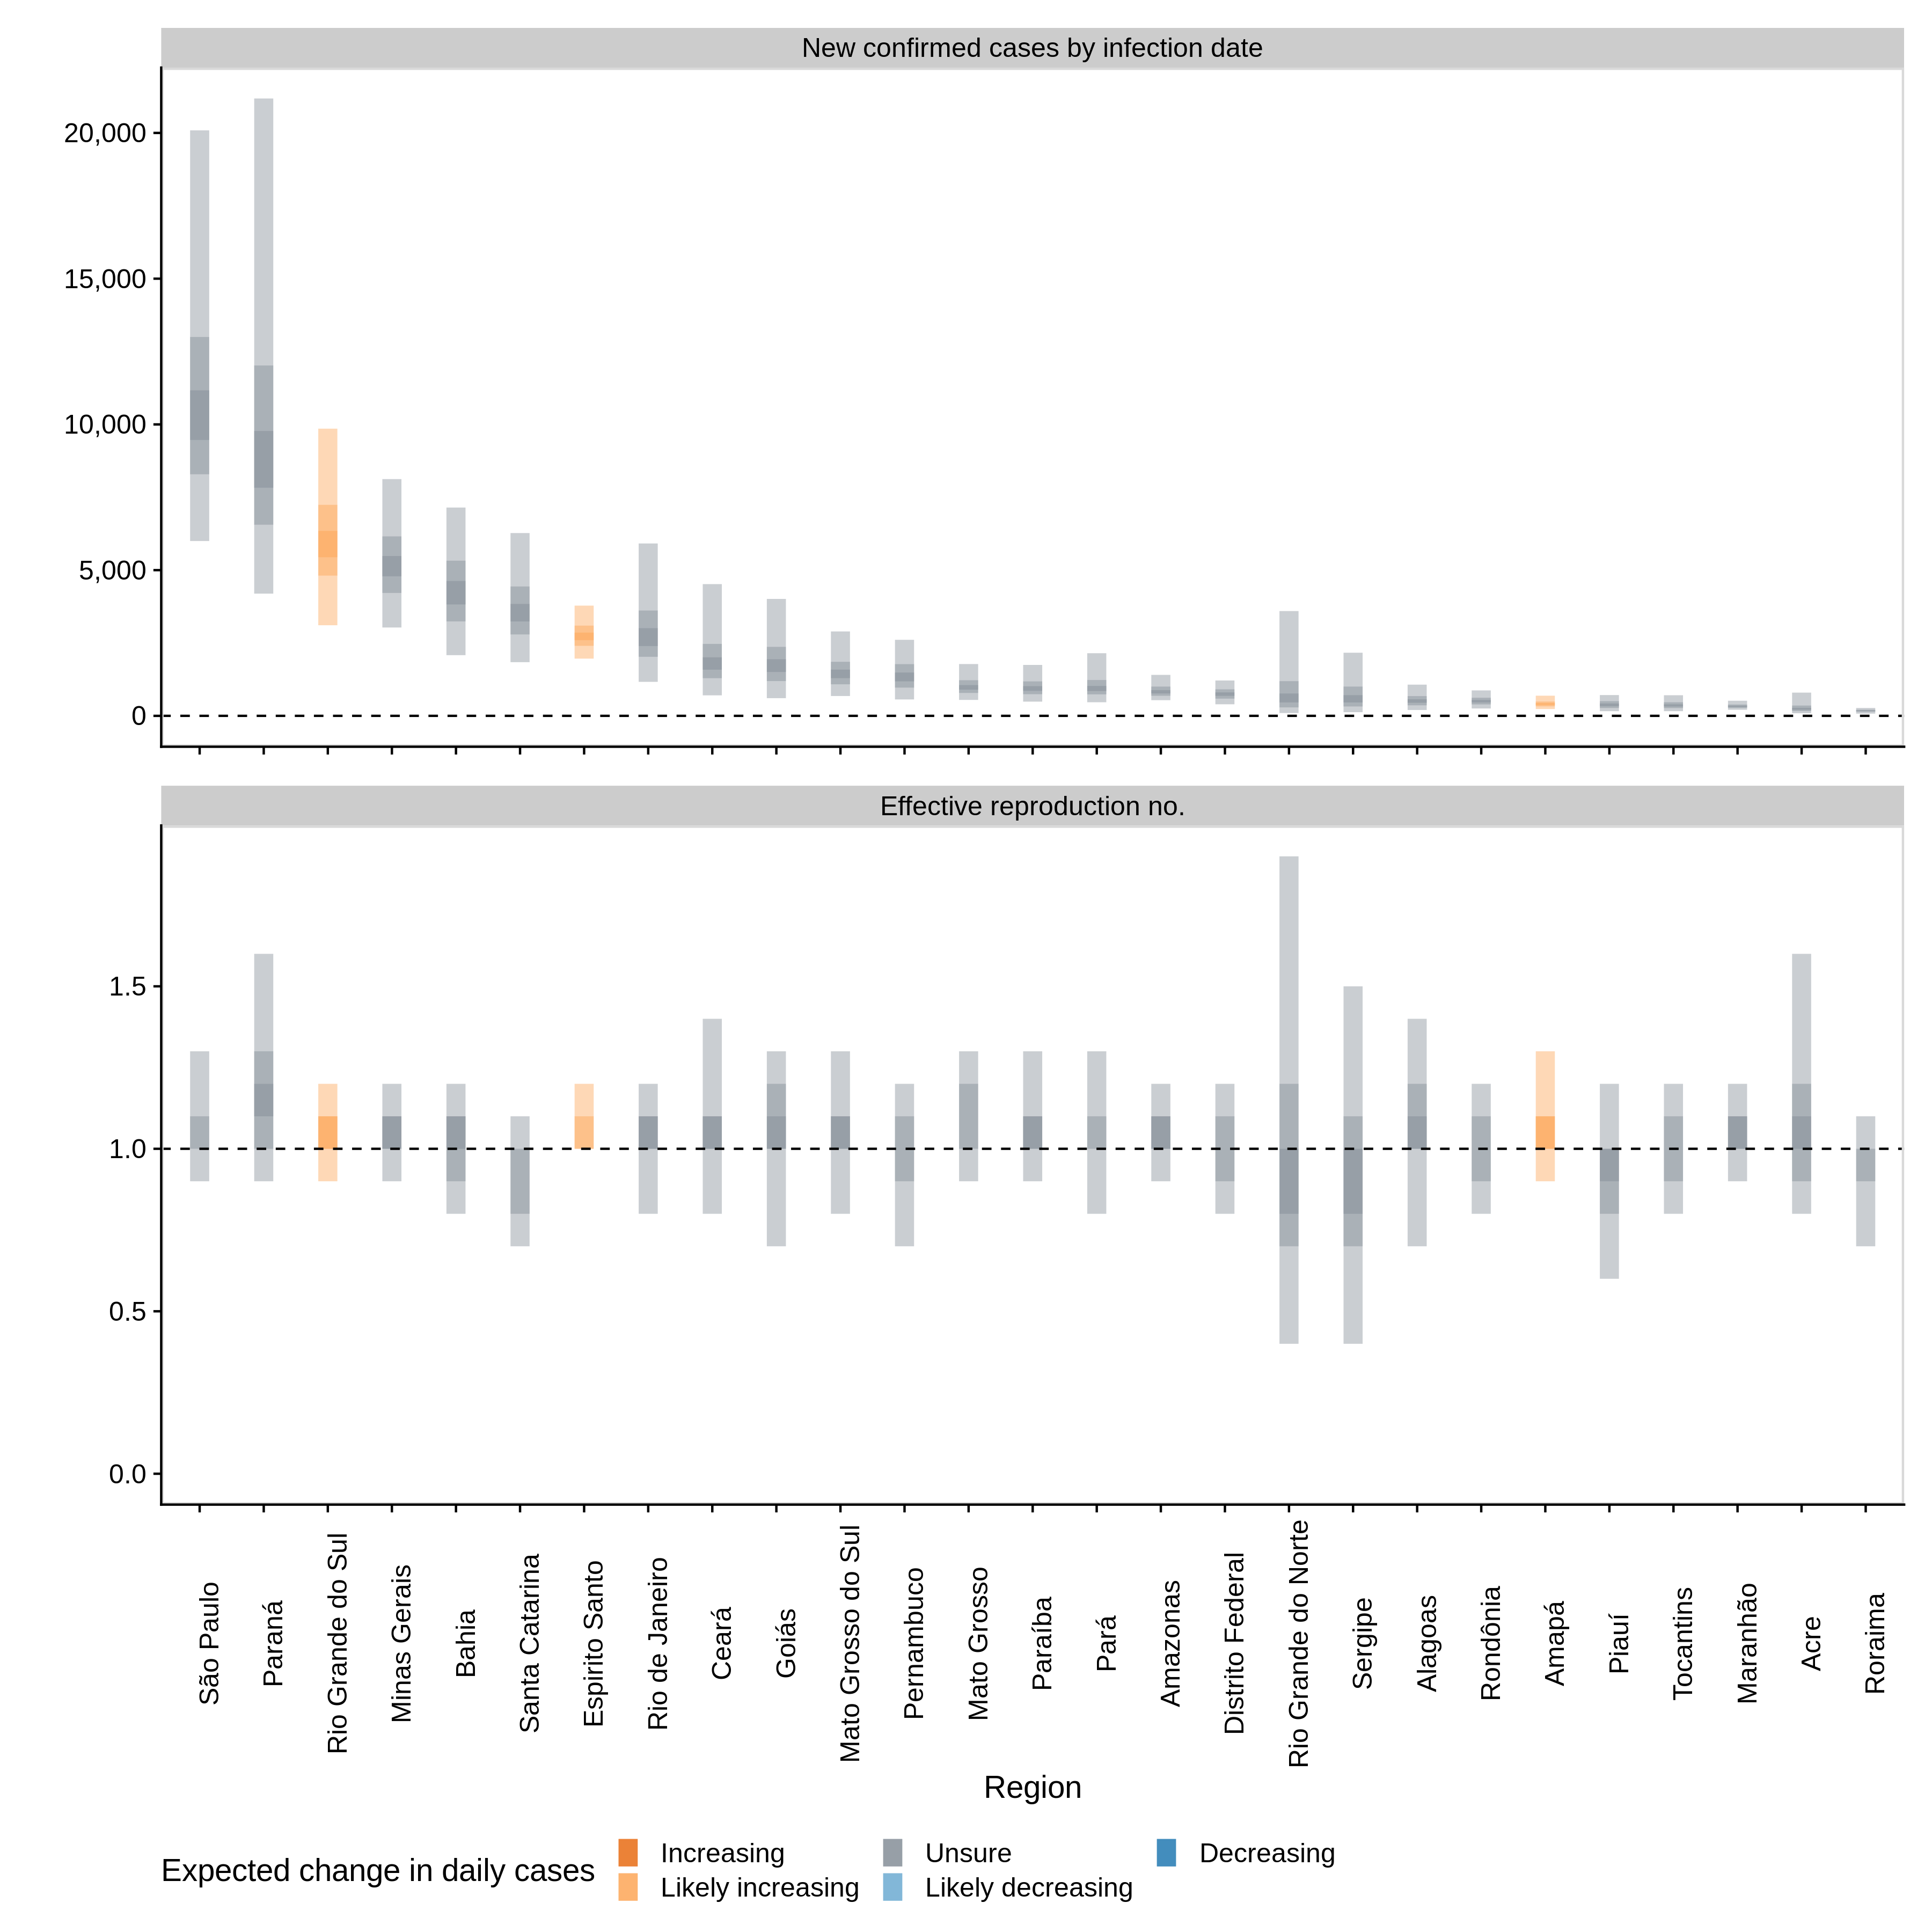 New confirmed cases by infection date
20,000
15,000
10,000
5,000
0
Effective reproduction no.
1.5
1.0
0.5
0.0
São Paulo
Paraná
Rio Grande do Sul
Minas Gerais
Bahia
Santa Catarina
Espirito Santo
Rio de Janeiro
Ceará
Goiás
Mato Grosso do Sul
Pernambuco
Mato Grosso
Paraíba
Pará
Amazonas
Distrito Federal
Rio Grande do Norte
Sergipe
Alagoas
Rondônia
Amapá
Piauí
Tocantins
Maranhão
Acre
Roraima
Region
Expected change in daily cases
Increasing
Likely increasing
Unsure
Likely decreasing
Decreasing